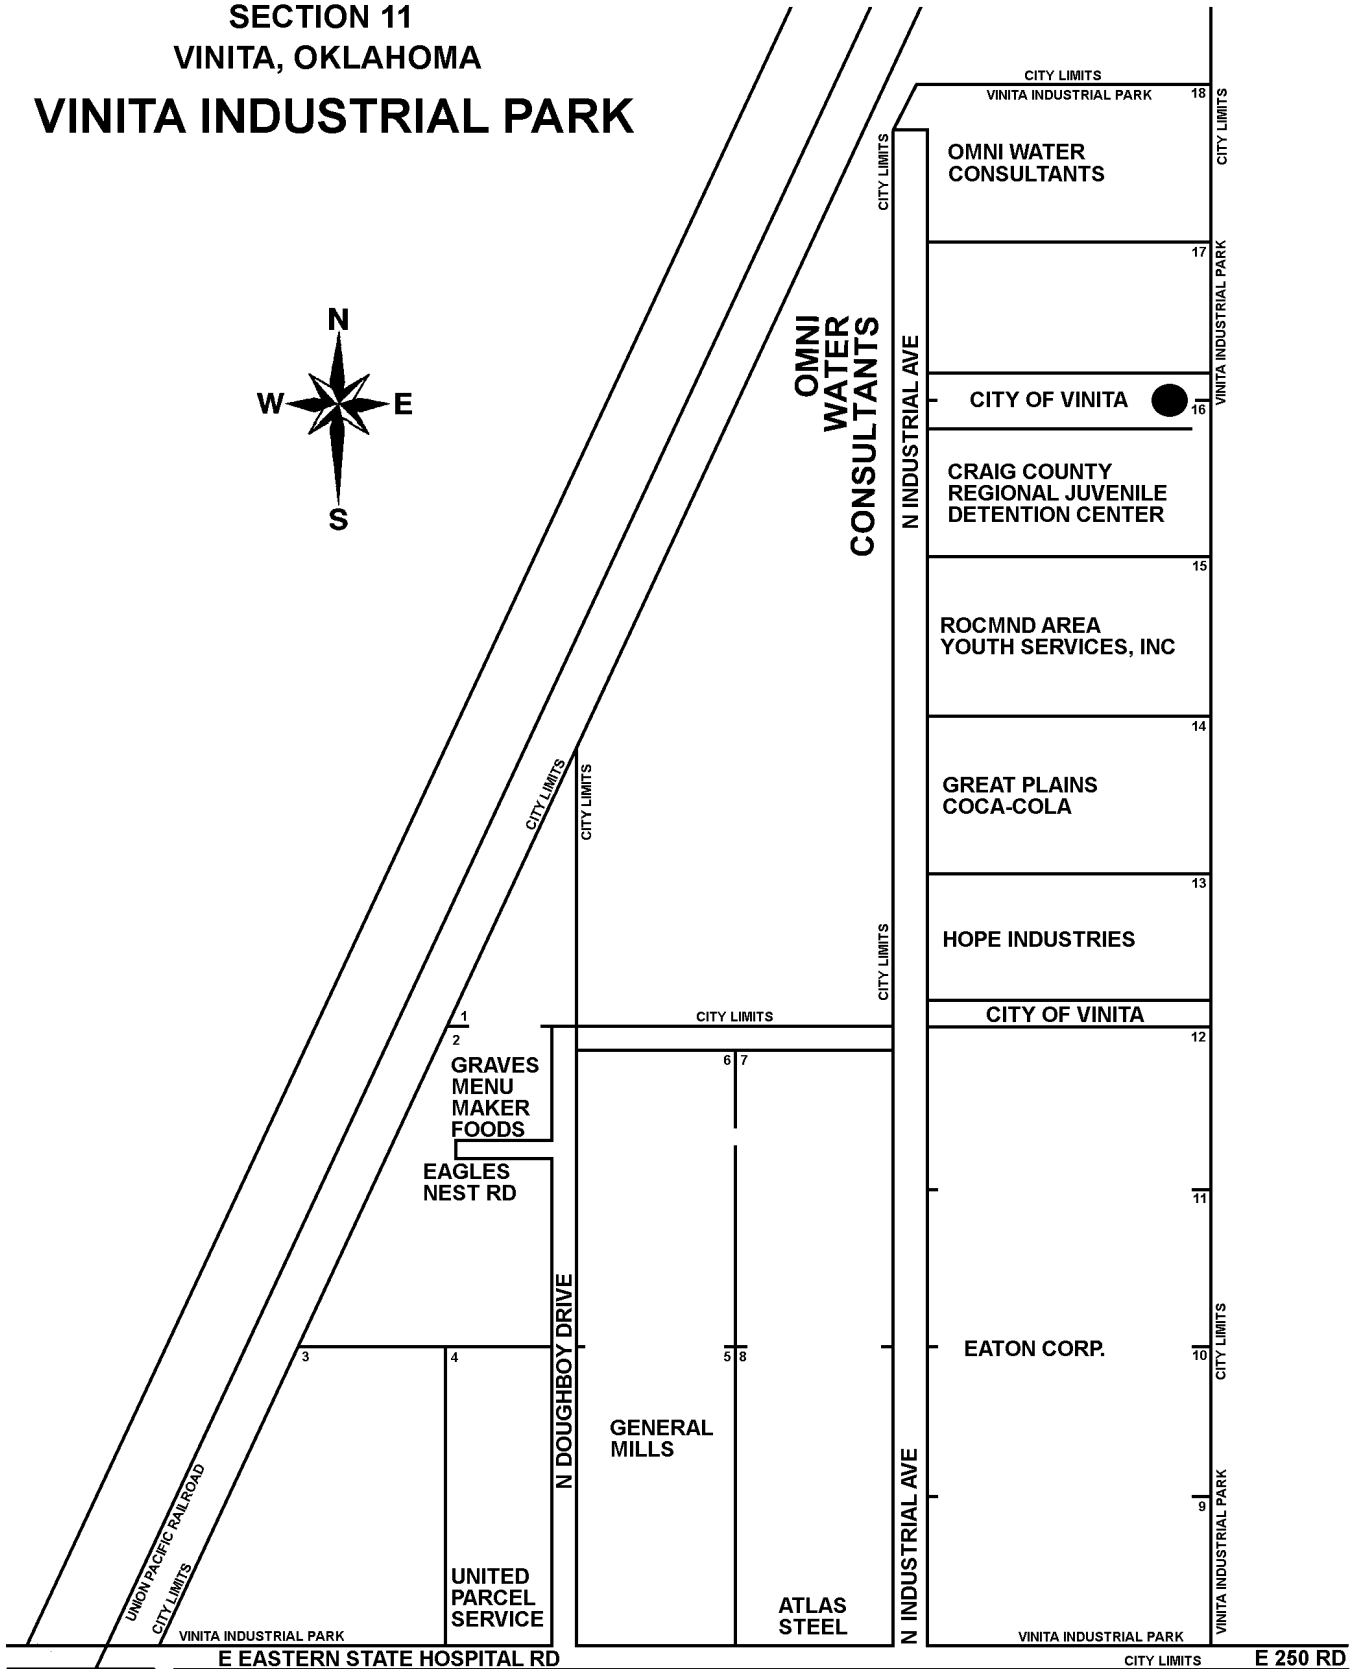 SECTION 11
VINITA, OKLAHOMA
VINITA INDUSTRIAL PARK
CITY LIMITS
VINITA INDUSTRIAL PARK
18
CITY LIMITS
CITY LIMITS
OMNI WATER
CONSULTANTS
17
VINITA INDUSTRIAL PARK
N
W
E
S
OMNI
WATER
CONSULTANTS
N INDUSTRIAL AVE
CITY OF VINITA
16
CRAIG COUNTY
REGIONAL JUVENILE
DETENTION CENTER
15
ROCMND AREA
YOUTH SERVICES, INC
14
CITY LIMITS
CITY LIMITS
GREAT PLAINS
COCA-COLA
13
CITY LIMITS
HOPE INDUSTRIES
1
2
CITY LIMITS
CITY OF VINITA
12
6
7
GRAVES
MENU
MAKER
FOODS
EAGLES
NEST RD
11
N DOUGHBOY DRIVE
3
4
5
8
EATON CORP.
10
CITY LIMITS
GENERAL
MILLS
N INDUSTRIAL AVE
9
VINITA INDUSTRIAL PARK
UNION PACIFIC RAILROAD
CITY LIMITS
UNITED
PARCEL
SERVICE
ATLAS
STEEL
VINITA INDUSTRIAL PARK
VINITA INDUSTRIAL PARK
E EASTERN STATE HOSPITAL RD
CITY LIMITS
E 250 RD